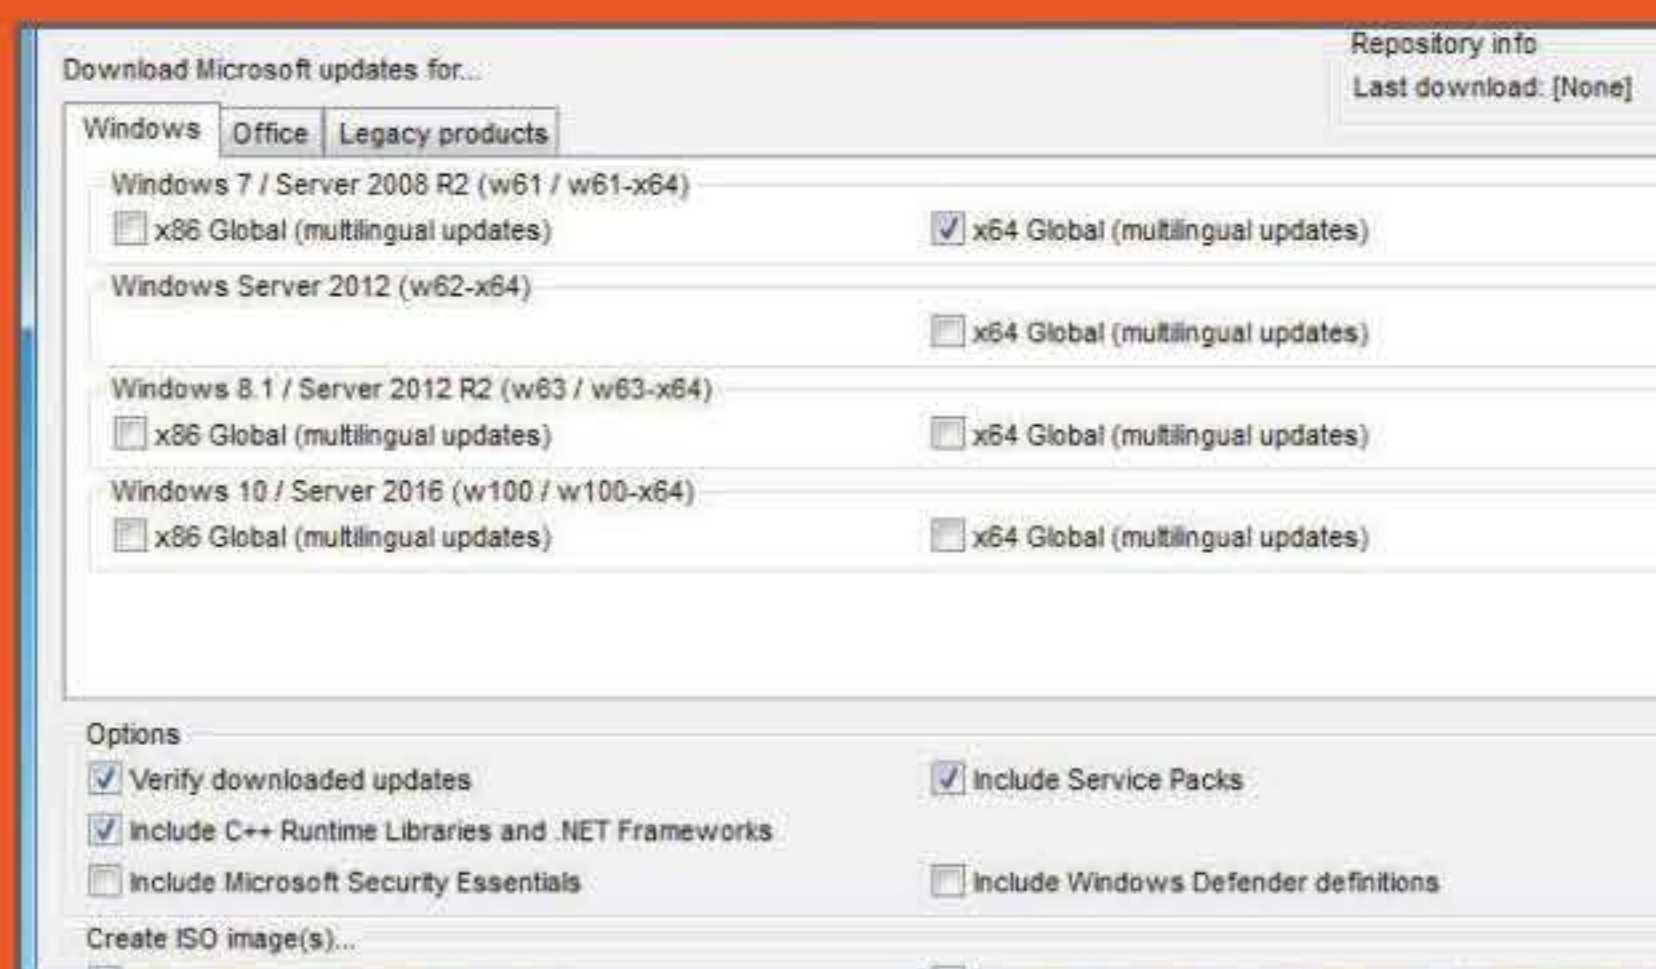 Repository info
Download Microsoft updates for...
Last download: [None]
Windows Office Legacy products
Windows 7 / Server 2008 R2 (w61 / w61-x64)
x86 Global (multilingual updates) x64 Global (multilingual updates)
Windows Server 2012 (w62-x64)
x64 Global (multilingual updates)
Windows 8.1 / Server 2012 R2 (w63 / w63-x64)
x86 Global (multilingual updates) x64 Global (multilingual updates)
Windows 10 / Server 2016 (w100 / w100-x64)
x86 Global (multilingual updates) x64 Global (multilingual updates)
Options
Verify downloaded updates Include Service Packs
Include C++ Runtime Libraries and .NET Frameworks
Include Microsoft Security Essentials Include Windows Defender definitions
Create ISO image(s)...